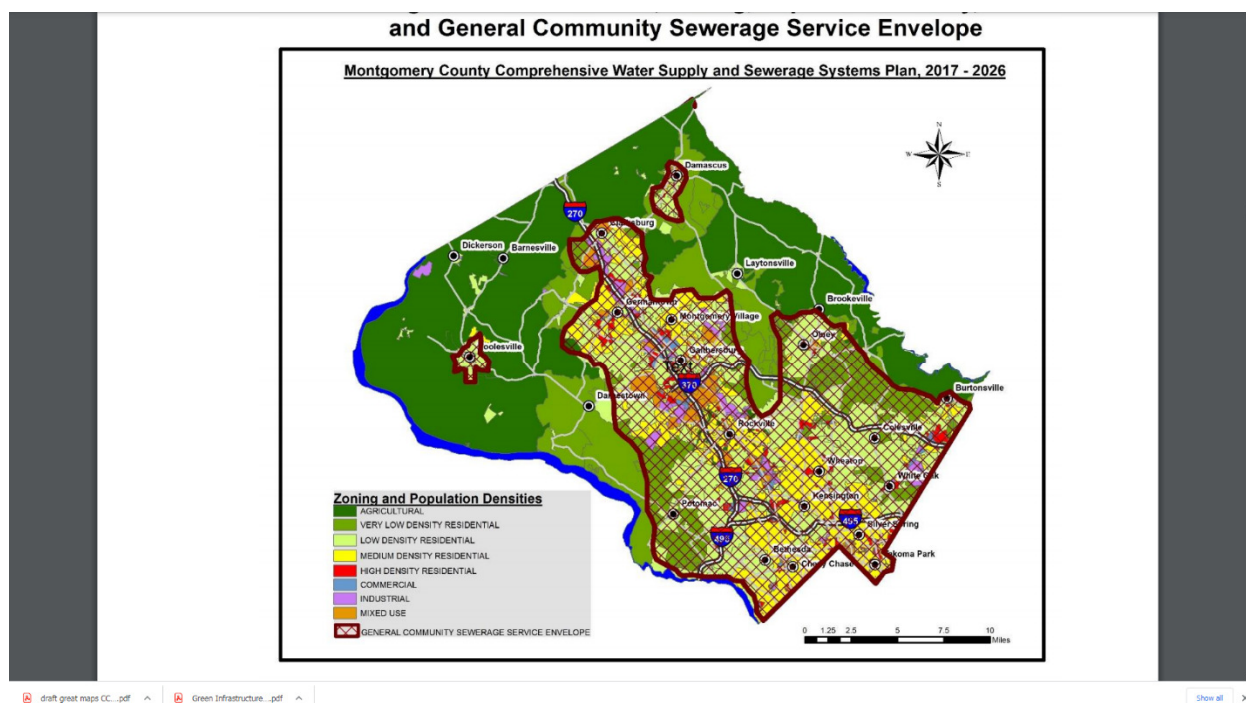 and General Community Sewerage Service Envelope
Montgomery County Comprehensive Water Supply and Sewerage Systems Plan, 2017 - 2026
N
W
E
S
Damascus
270
Dickerson
Barnesville
Laytonsville
Brookeville
Germantown
Montgomery Village
Olney
oolesville
Gaithersburg
Text
370
Burtonsville
Rockville
Colesville
Wheaton
270
White Oak
Potomac
Kensington
495
Silver Spring
495
Bethesda
Chevy Chase
akoma Park
Zoning and Population Densities
AGRICULTURAL
VERY LOW DENSITY RESIDENTIAL
LOW DENSITY RESIDENTIAL
MEDIUM DENSITY RESIDENTIAL
HIGH DENSITY RESIDENTIAL
COMMERCIAL
INDUSTRIAL
MIXED USE
GENERAL COMMUNITY SEWERAGE SERVICE ENVELOPE
0 1.25 2.5 5 7.5 10
Miles
draft great maps CC....pdf
Green Infrastructure....pdf
Show all